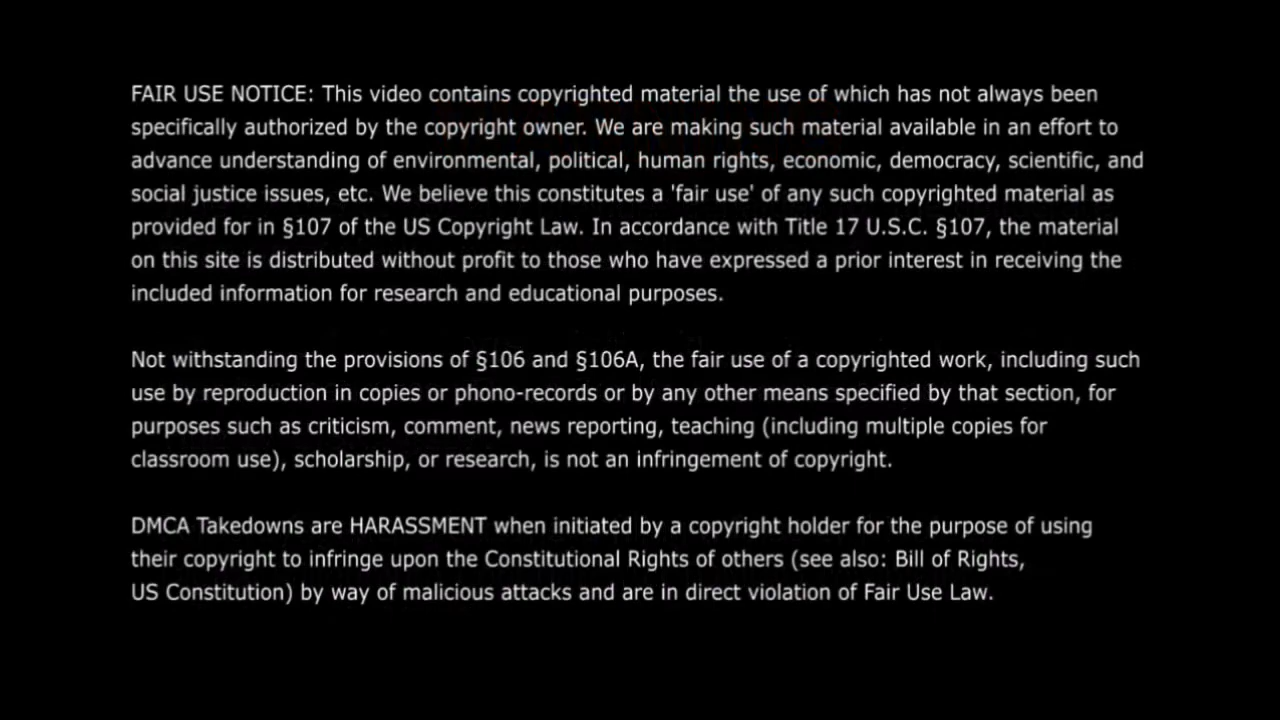 FAIR USE NOTICE: This video contains copyrighted material the use of which has not always been
specifically authorized by the copyright owner. We are making such material available in an effort to
advance understanding of environmental, political, human rights, economic, democracy, scientific, and
social justice issues, etc. We believe this constitutes a 'fair use' of any such copyrighted material as
provided for in §107 of the US Copyright Law. In accordance with Title 17 U.S.C. §107, the material
on this site is distributed without profit to those who have expressed a prior interest in receiving the
included information for research and educational purposes.
Not withstanding the provisions of §106 and §106A, the fair use of a copyrighted work, including such
use by reproduction in copies or phono-records or by any other means specified by that section, for
purposes such as criticism, comment, news reporting, teaching (including multiple copies for
classroom use), scholarship, or research, is not an infringement of copyright.
DMCA Takedowns are HARASSMENT when initiated by a copyright holder for the purpose of using
their copyright to infringe upon the Constitutional Rights of others (see also: Bill of Rights,
US Constitution) by way of malicious attacks and are in direct violation of Fair Use Law.